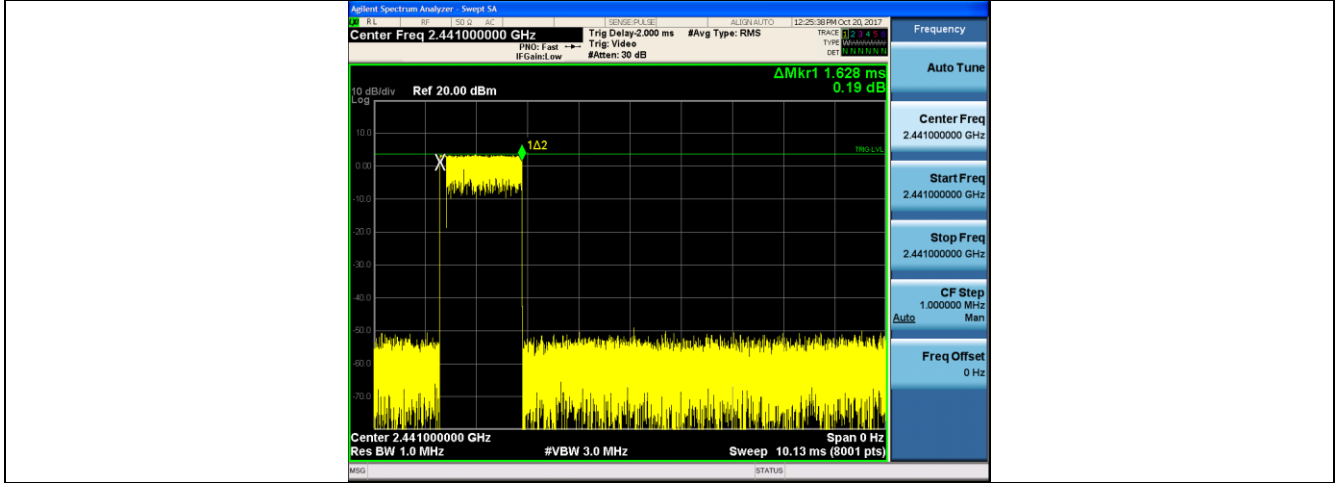 Agilent Spectrum Analyzer - Swept SA
RL RF 50 Ω AC SENSE:PULSE ALIGN AUTO 12:25:38 PM Oct 20, 2017
Center Freq 2.441000000 GHz
PNO: Fast
IFGain:Low
Trig Delay-2.000 ms
Trig: Video
#Atten: 30 dB
#Avg Type: RMS
TRACE 1 2 3 4 5 6
TYPE
DET N N N N N N
ΔMkr1 1.628 ms
0.19 dB
10 dB/div Ref 20.00 dBm
Log
10.0
1Δ2
TRIG LVL
0.00
-10.0
-20.0
-30.0
-40.0
-50.0
-60.0
-70.0
Center 2.441000000 GHz Span 0 Hz
Res BW 1.0 MHz #VBW 3.0 MHz Sweep 10.13 ms (8001 pts)
MSG STATUS
Frequency
Auto Tune
Center Freq
2.441000000 GHz
Start Freq
2.441000000 GHz
Stop Freq
2.441000000 GHz
CF Step
1.000000 MHz
Auto Man
Freq Offset
0 Hz